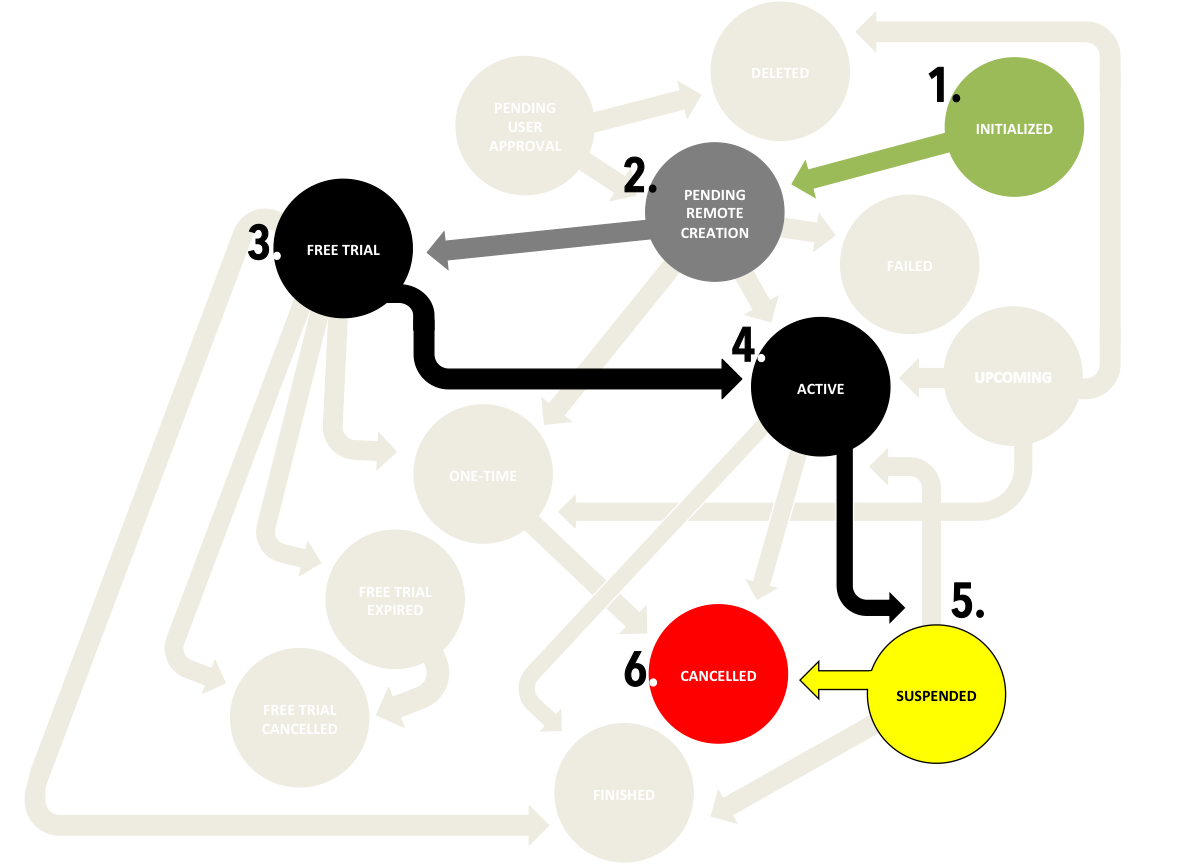 DELETED
1.
INITIALIZED
PENDING
USER
APPROVAL
2.
PENDING
REMOTE
CREATION
3.
FREE TRIAL
FAILED
4.
ACTIVE
UPCOMING
ONE-TIME
FREE TRIAL
EXPIRED
5.
SUSPENDED
6.
CANCELLED
FREE TRIAL
CANCELLED
FINISHED